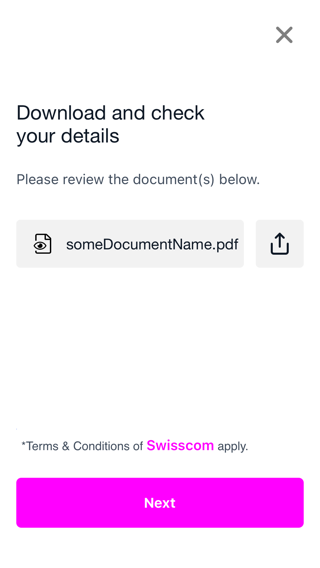 Download and check
your details
Please review the document(s) below.
someDocumentName.pdf
*Terms & Conditions of Swisscom apply.
Next